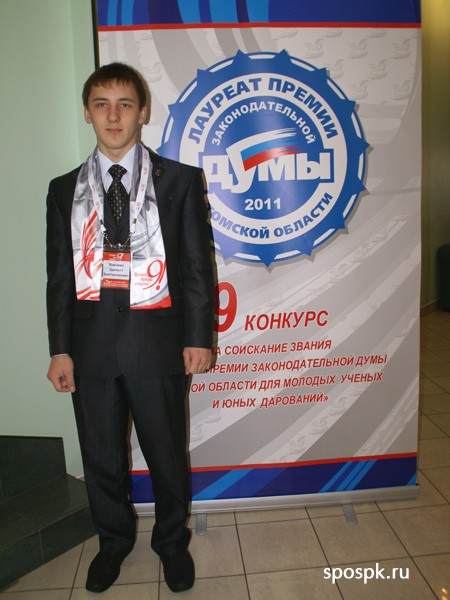 ЛАУРЕАТ ПРЕМИИ
ЗАКОНОДАТЕЛЬНОЙ
ДУМЫ
2011
ОМСКОЙ ОБЛАСТИ
9 КОНКУРС
А СОИСКАНИЕ ЗВАНИЯ
ПРЕМИИ ЗАКОНОДАТЕЛЬНОЙ ДУМЫ
ОЙ ОБЛАСТИ ДЛЯ МОЛОДЫХ УЧЕНЫХ
И ЮНЫХ ДАРОВАНИЙ»
9
spospk.ru